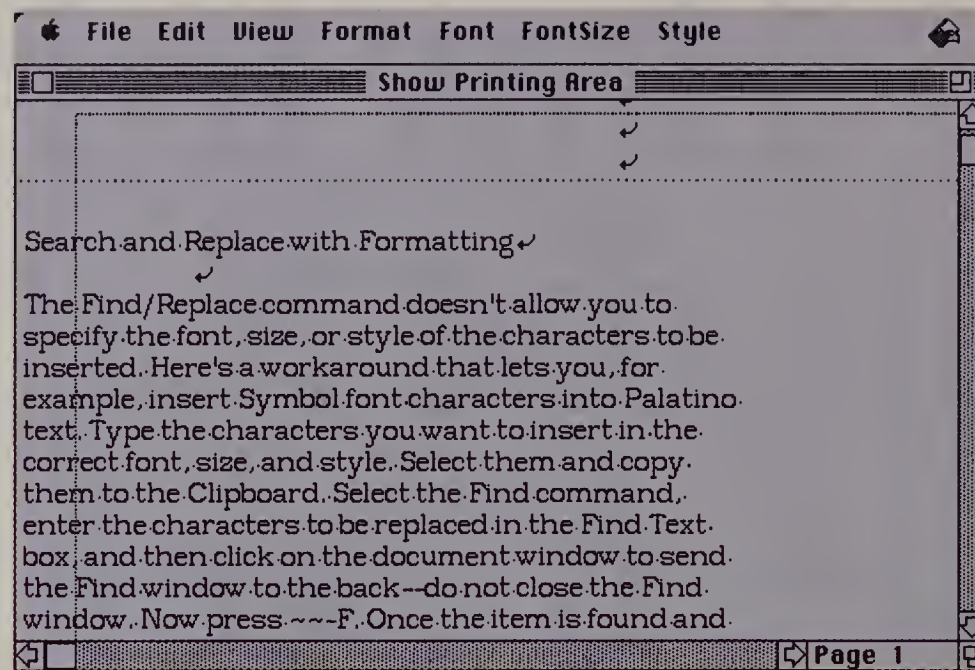 File Edit View Format Font FontSize Style
Show Printing Area
Search and Replace with Formatting
The Find/Replace command doesn't allow you to
specify the font, size, or style of the characters to be
inserted. Here's a workaround that lets you, for
example, insert Symbol font characters into Palatino
text. Type the characters you want to insert in the
correct font, size, and style. Select them and copy
them to the Clipboard. Select the Find command,
enter the characters to be replaced in the Find Text
box, and then click on the document window to send
the Find window to the back--do not close the Find
window. Now press ~~-F. Once the item is found and
Page 1